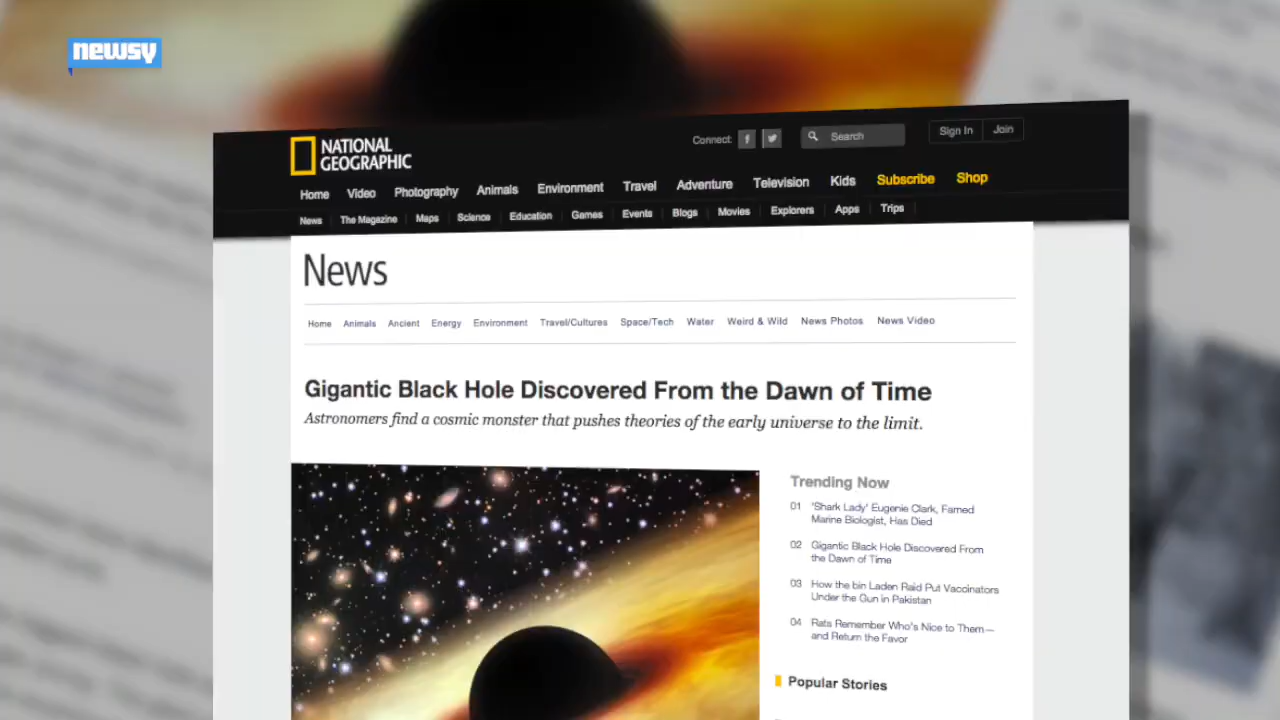 newsy
NATIONAL
GEOGRAPHIC
Connect:
Search
Sign In
Join
Home Video Photography Animals Environment Travel Adventure Television Kids Subscribe Shop
News The Magazine Maps Science Education Games Events Blogs Movies Explorers Apps Trips
News
Home Animals Ancient Energy Environment Travel/Cultures Space/Tech Water Weird & Wild News Photos News Video
Gigantic Black Hole Discovered From the Dawn of Time
Astronomers find a cosmic monster that pushes theories of the early universe to the limit.
Trending Now
01 'Shark Lady' Eugenie Clark, Famed
Marine Biologist, Has Died
02 Gigantic Black Hole Discovered From
the Dawn of Time
03 How the bin Laden Raid Put Vaccinators
Under the Gun in Pakistan
04 Rats Remember Who's Nice to Them—
and Return the Favor
Popular Stories